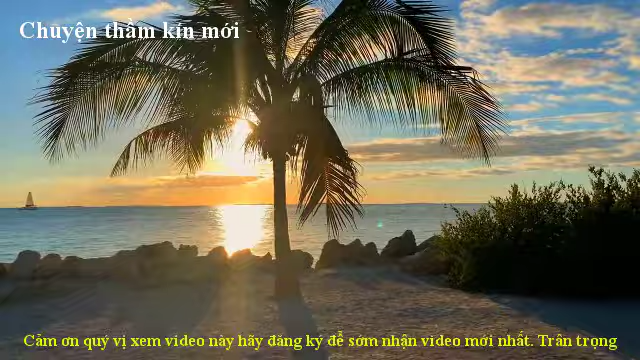 Chuyện thầm kín mới
Cảm ơn quý vị xem video này hãy đăng ký để sớm nhận video mới nhất. Trân trọng